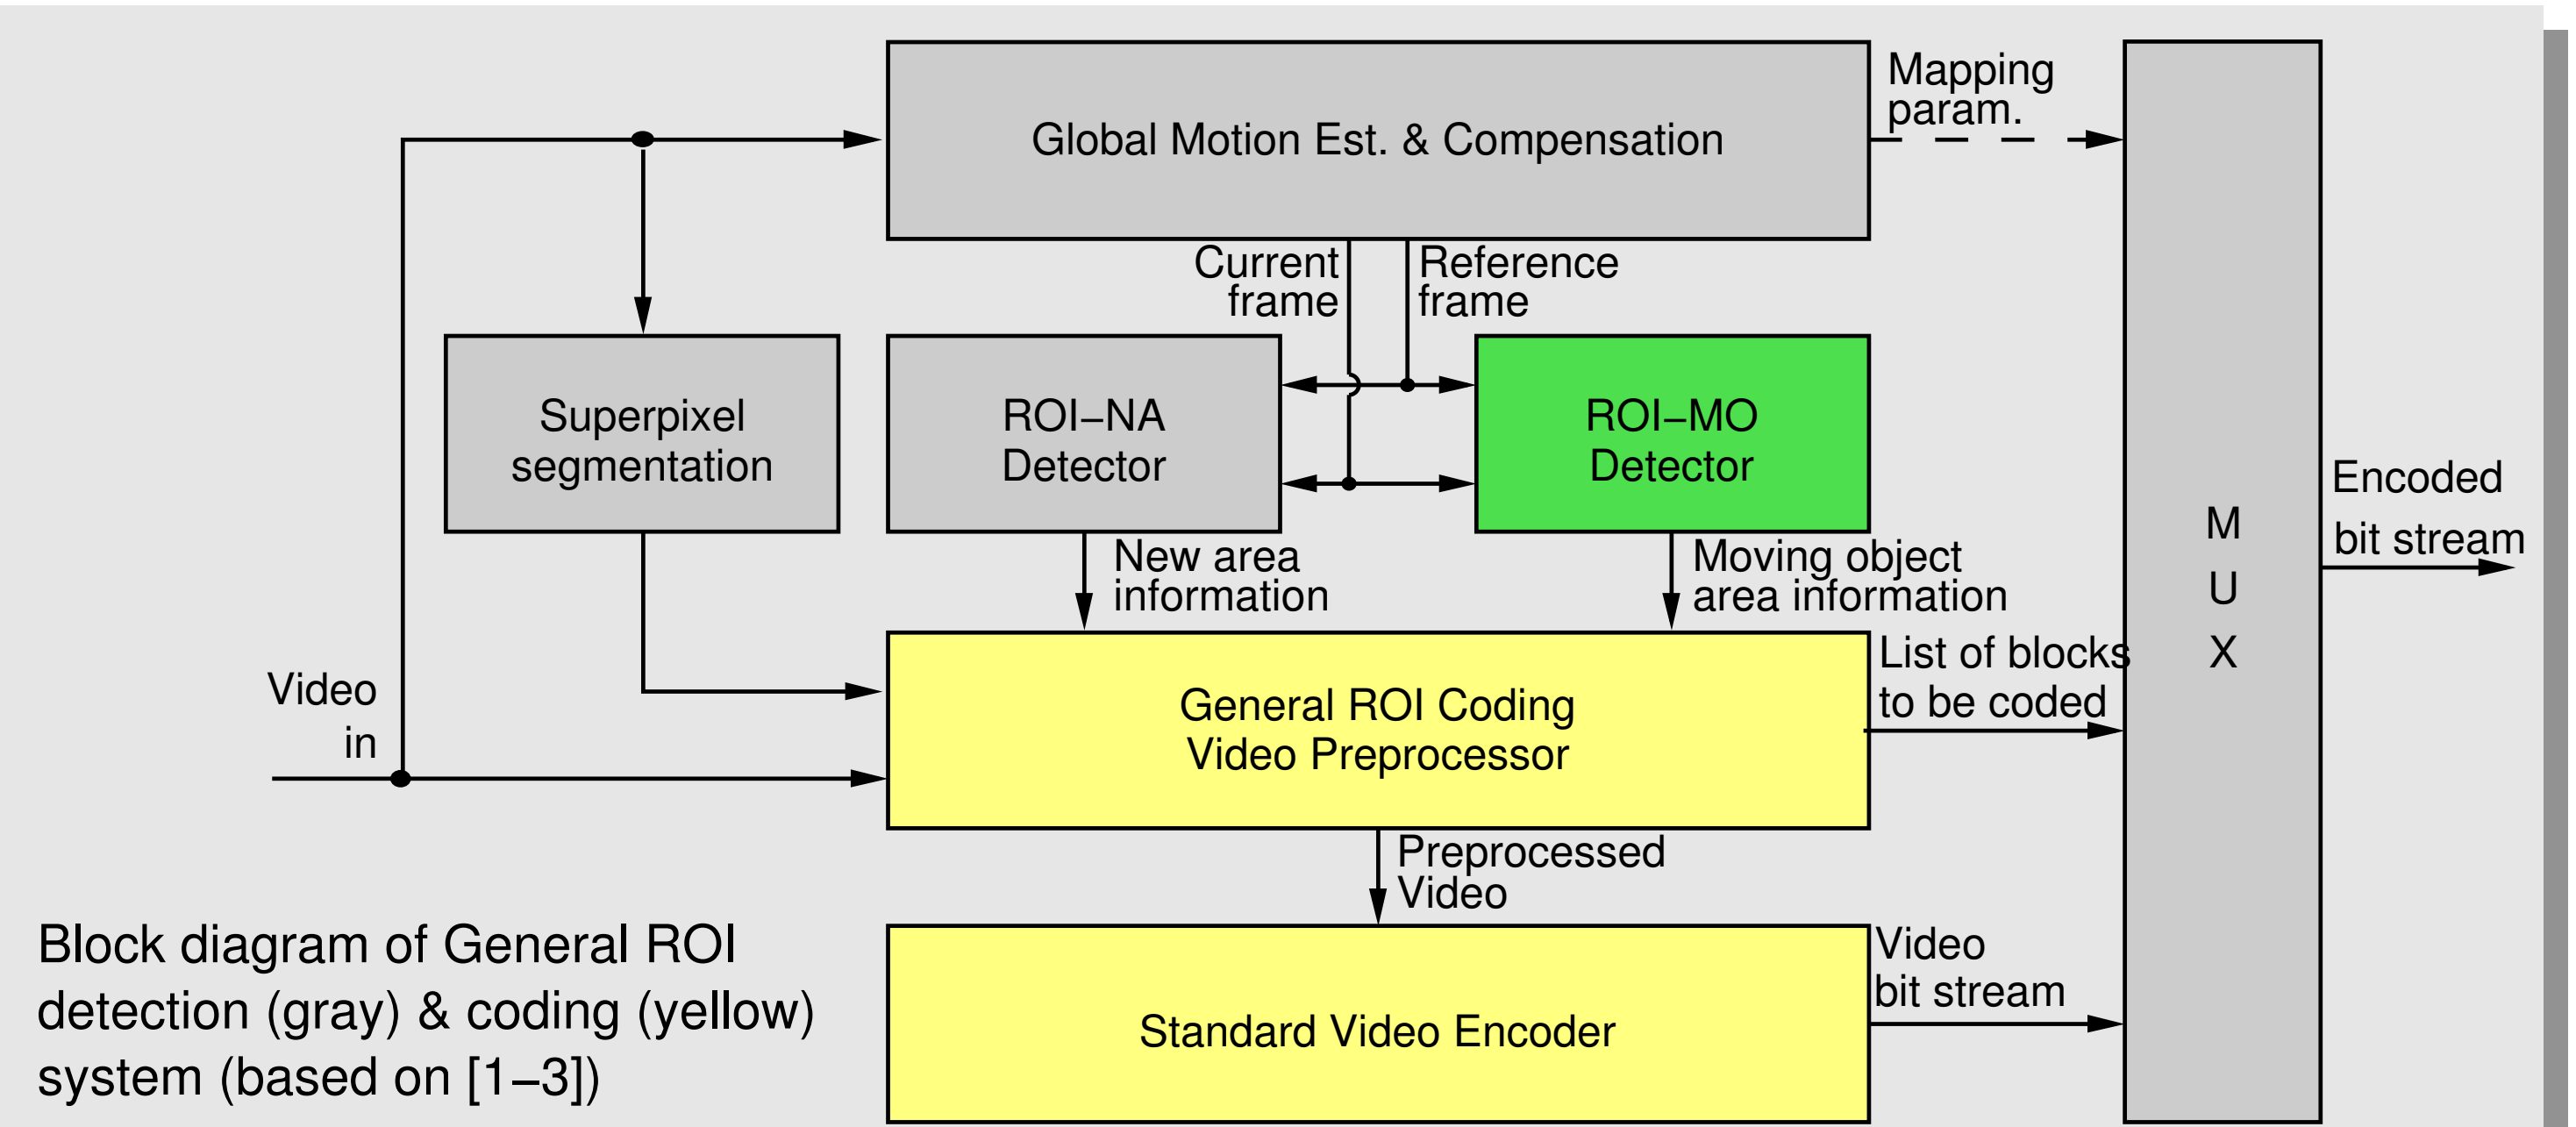 Mapping
param.
Global Motion Est. & Compensation
Current
frame
Reference
frame
Superpixel
segmentation
ROI–NA
Detector
ROI–MO
Detector
M
U
X
Encoded
bit stream
New area
information
Moving object
area information
Video
in
General ROI Coding
Video Preprocessor
List of blocks
to be coded
Preprocessed
Video
Standard Video Encoder
Video
bit stream
Block diagram of General ROI
detection (gray) & coding (yellow)
system (based on [1–3])